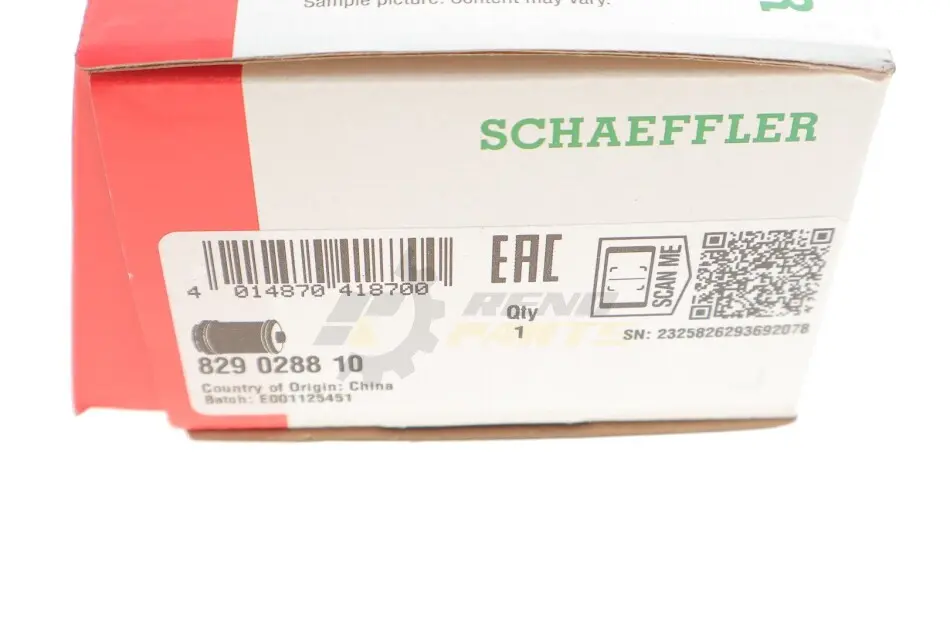 Sample picture. Content may vary.
SCHAEFFLER
4 014870 418700
EAC
SCAN ME
Qty
1
SN: 2325826293692078
RENO
PARTS
829 0288 10
Country of Origin: China
Batch: E001125451